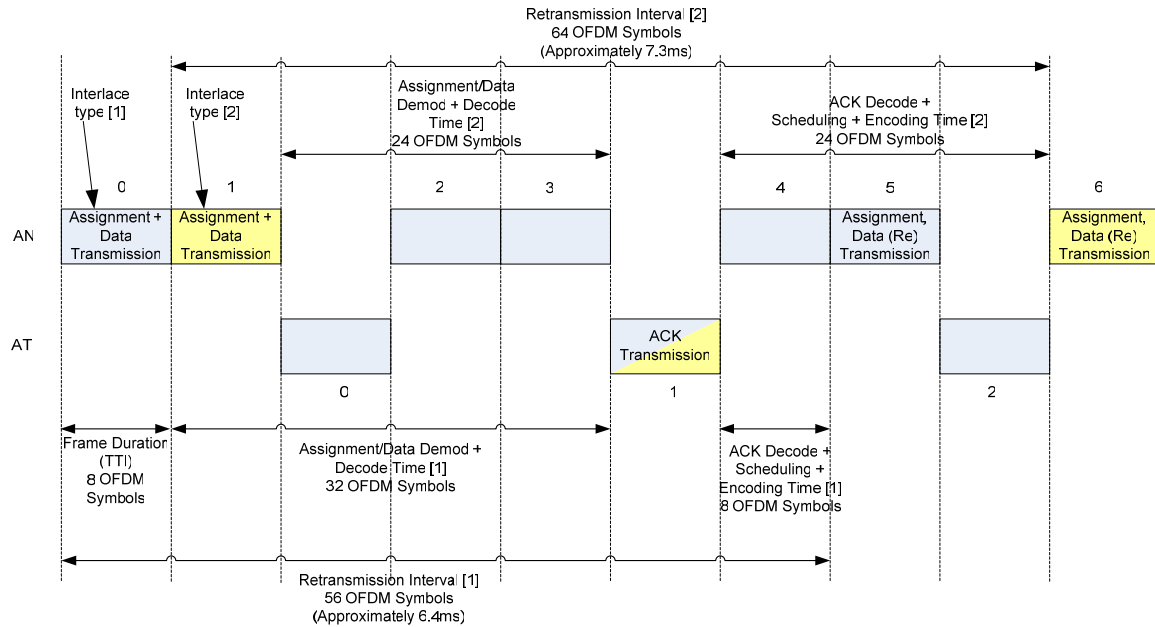 Retransmission Interval [2]
64 OFDM Symbols
(Approximately 7.3ms)
Interlace
type [1]
Interlace
type [2]
Assignment/Data
Demod + Decode
Time [2]
24 OFDM Symbols
ACK Decode +
Scheduling + Encoding Time [2]
24 OFDM Symbols
0
1
2
3
4
5
6
AN
Assignment +
Data
Transmission
Assignment +
Data
Transmission
Assignment,
Data (Re)
Transmission
Assignment,
Data (Re)
Transmission
AT
ACK
Transmission
0
1
2
Frame Duration
(TTI)
8 OFDM
Symbols
Assignment/Data Demod +
Decode Time [1]
32 OFDM Symbols
ACK Decode +
Scheduling +
Encoding Time [1]
8 OFDM Symbols
Retransmission Interval [1]
56 OFDM Symbols
(Approximately 6.4ms)